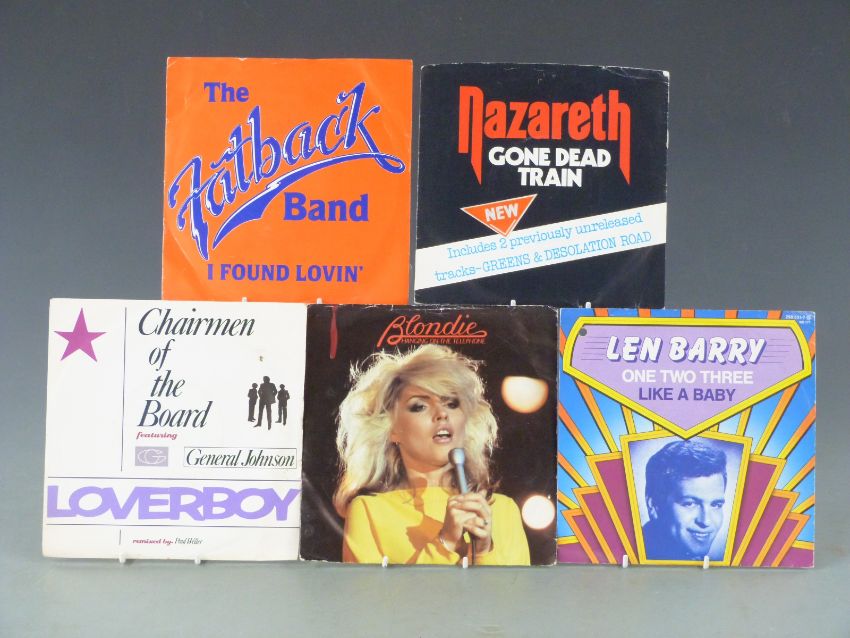 The
Fatback
Band
I FOUND LOVIN'
Nazareth
GONE DEAD
TRAIN
NEW
Includes 2 previously unreleased
tracks-GREENS & DESOLATION ROAD
Chairmen
of
the
Board
featuring
General Johnson
LOVERBOY
remixed by. Paul Weller
Blondie
HANGING ON THE TELEPHONE
LEN BARRY
ONE TWO THREE
LIKE A BABY